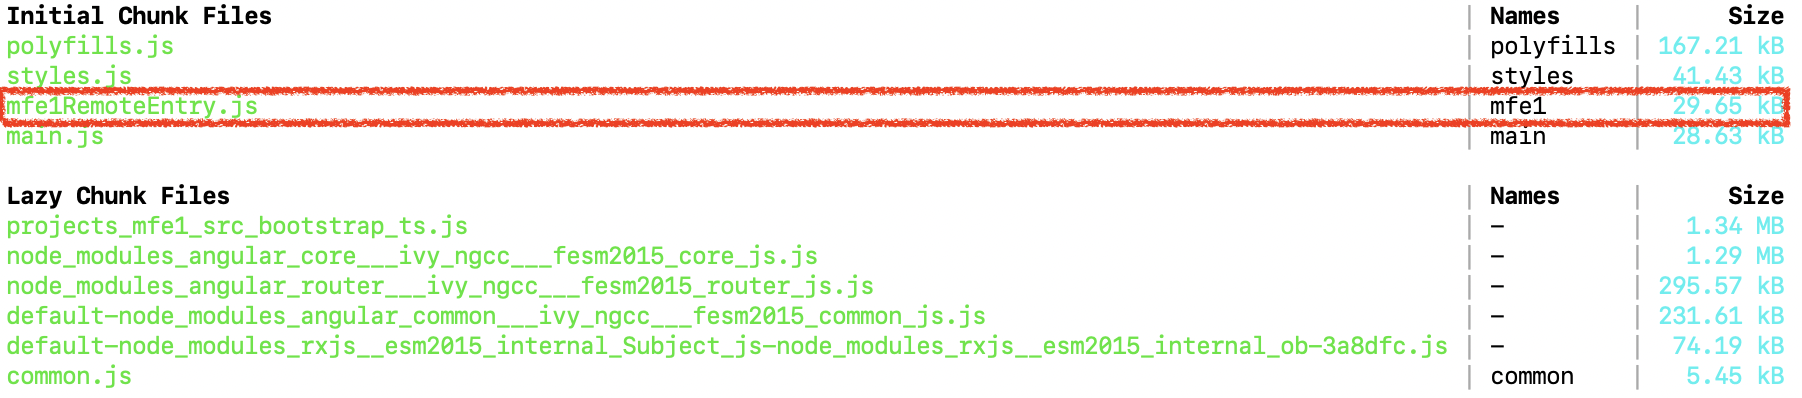 Initial Chunk Files | Names | Size
polyfills.js | polyfills | 167.21 kB
styles.js | styles | 41.43 kB
mfe1RemoteEntry.js | mfe1 | 29.65 kB
main.js | main | 28.63 kB
Lazy Chunk Files | Names | Size
projects_mfe1_src_bootstrap_ts.js | - | 1.34 MB
node_modules_angular_core___ivy_ngcc___fesm2015_core_js.js | - | 1.29 MB
node_modules_angular_router___ivy_ngcc___fesm2015_router_js.js | - | 295.57 kB
default-node_modules_angular_common___ivy_ngcc___fesm2015_common_js.js | - | 231.61 kB
default-node_modules_rxjs__esm2015_internal_Subject_js-node_modules_rxjs__esm2015_internal_ob-3a8dfc.js | - | 74.19 kB
common.js | common | 5.45 kB